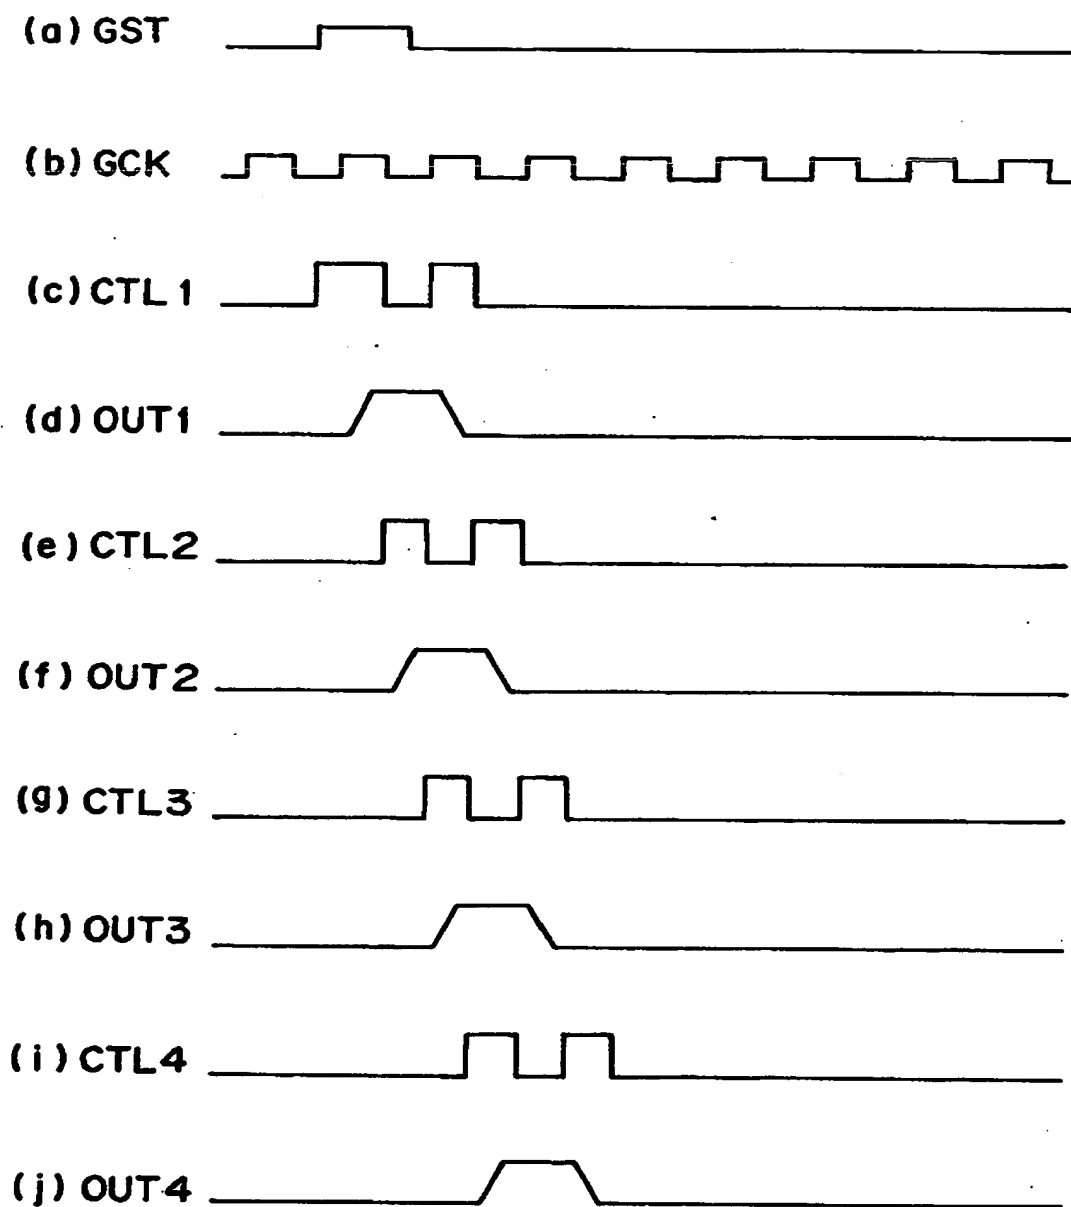 (a) GST
(b) GCK
(c) CTL 1
(d) OUT1
(e) CTL2
(f) OUT2
(g) CTL3
(h) OUT3
(i) CTL4
(j) OUT4